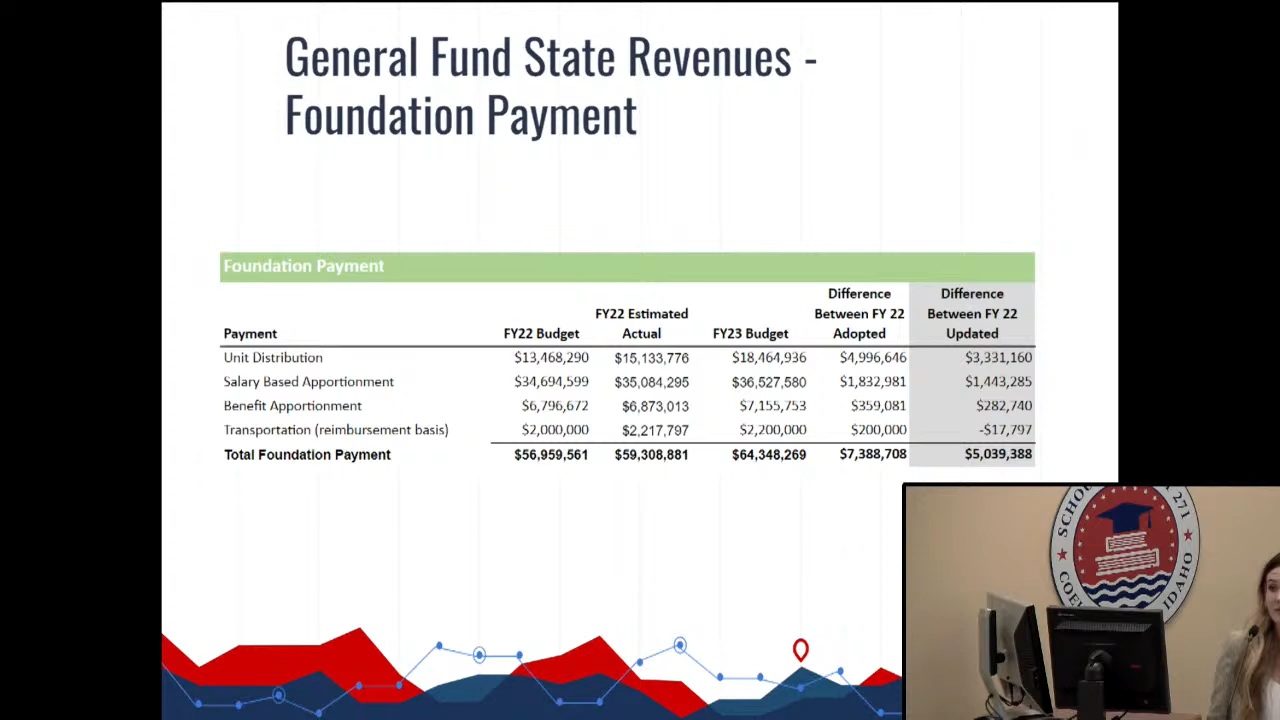 General Fund State Revenues -
Foundation Payment
Foundation Payment
Payment FY22 Budget FY22 Estimated Actual FY23 Budget Difference Between FY 22 Adopted Difference Between FY 22 Updated
Unit Distribution $13,468,290 $15,133,776 $18,464,936 $4,996,646 $3,331,160
Salary Based Apportionment $34,694,599 $35,084,295 $36,527,580 $1,832,981 $1,443,285
Benefit Apportionment $6,796,672 $6,873,013 $7,155,753 $359,081 $282,740
Transportation (reimbursement basis) $2,000,000 $2,217,797 $2,200,000 $200,000 -$17,797
Total Foundation Payment $56,959,561 $59,308,881 $64,348,269 $7,388,708 $5,039,388
271
IDAHO